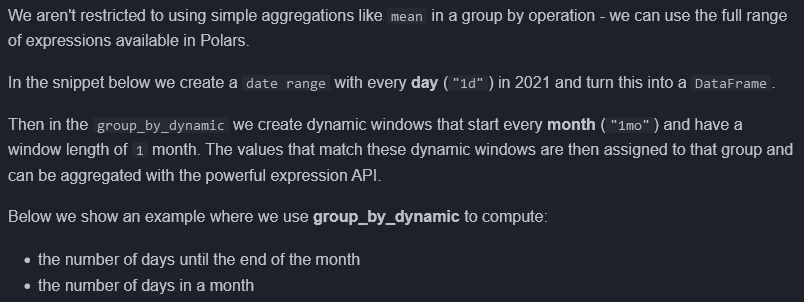 We aren't restricted to using simple aggregations like mean in a group by operation - we can use the full range
of expressions available in Polars.
In the snippet below we create a date range with every day ("1d") in 2021 and turn this into a DataFrame.
Then in the group_by_dynamic we create dynamic windows that start every month ("1mo") and have a
window length of 1 month. The values that match these dynamic windows are then assigned to that group and
can be aggregated with the powerful expression API.
Below we show an example where we use group_by_dynamic to compute:
• the number of days until the end of the month
• the number of days in a month